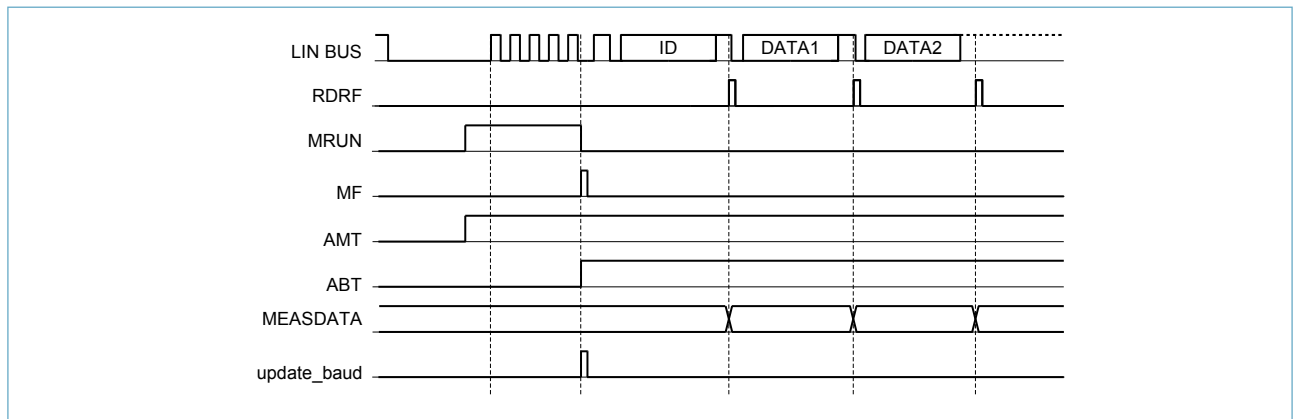 LIN BUS ID DATA1 DATA2
RDRF
MRUN
MF
AMT
ABT
MEASDATA
update_baud